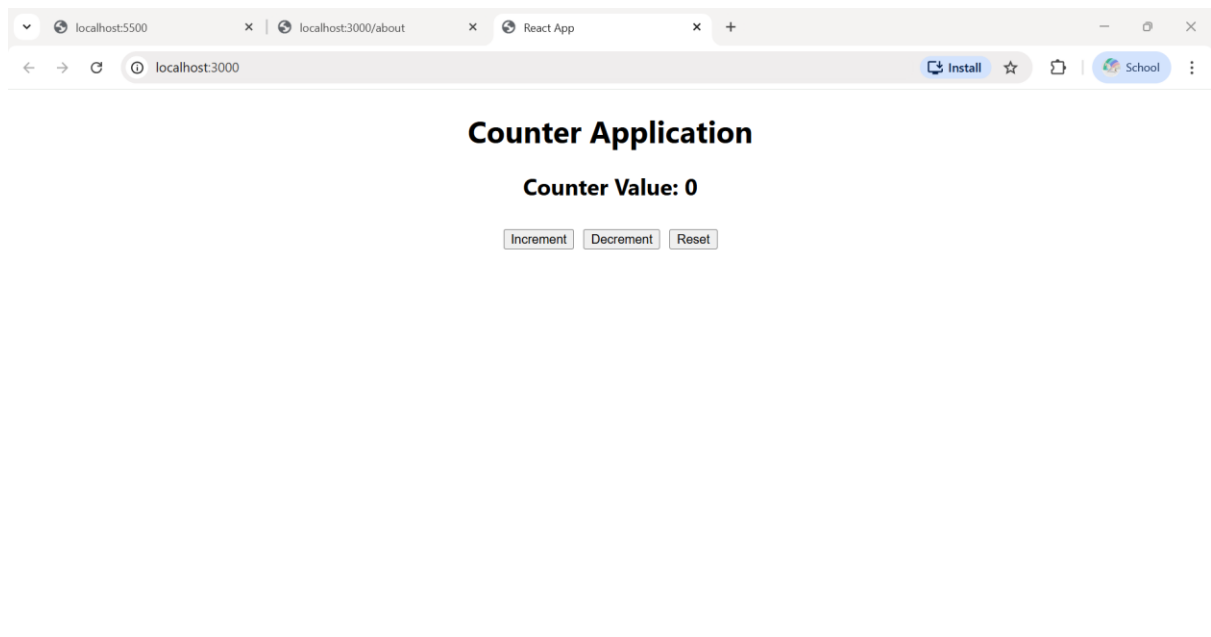 localhost:5500 localhost:3000/about React App
localhost:3000 Install School
Counter Application
Counter Value: 0
Increment Decrement Reset